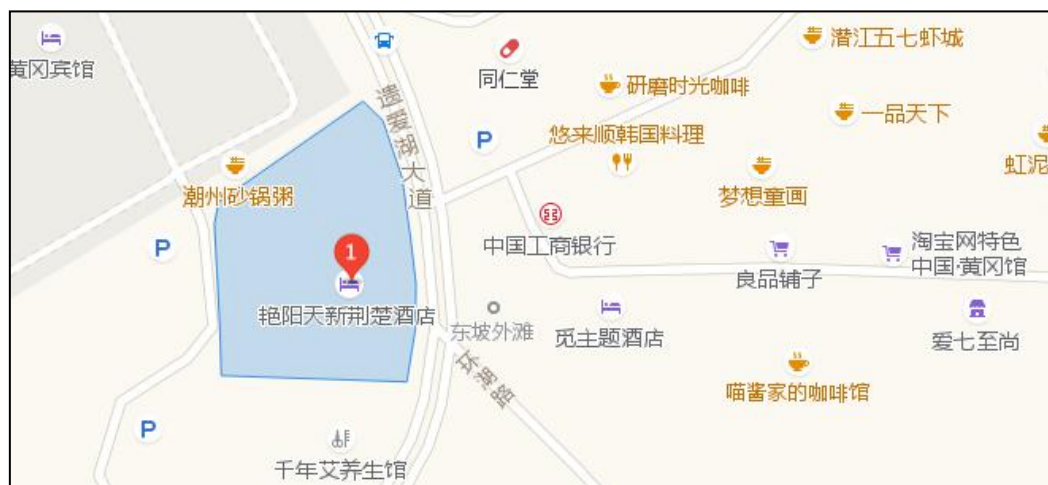 黄冈宾馆
同仁堂
潜江五七虾城
研磨时光咖啡
一品天下
遗爱湖大道
P
悠来顺韩国料理
虹泥
潮州砂锅粥
梦想童画
P
中国工商银行
淘宝网特色
中国·黄冈馆
1
良品铺子
艳阳天新荆楚酒店
东坡外滩
觅主题酒店
爱七至尚
环湖路
喵酱家的咖啡馆
P
千年艾养生馆